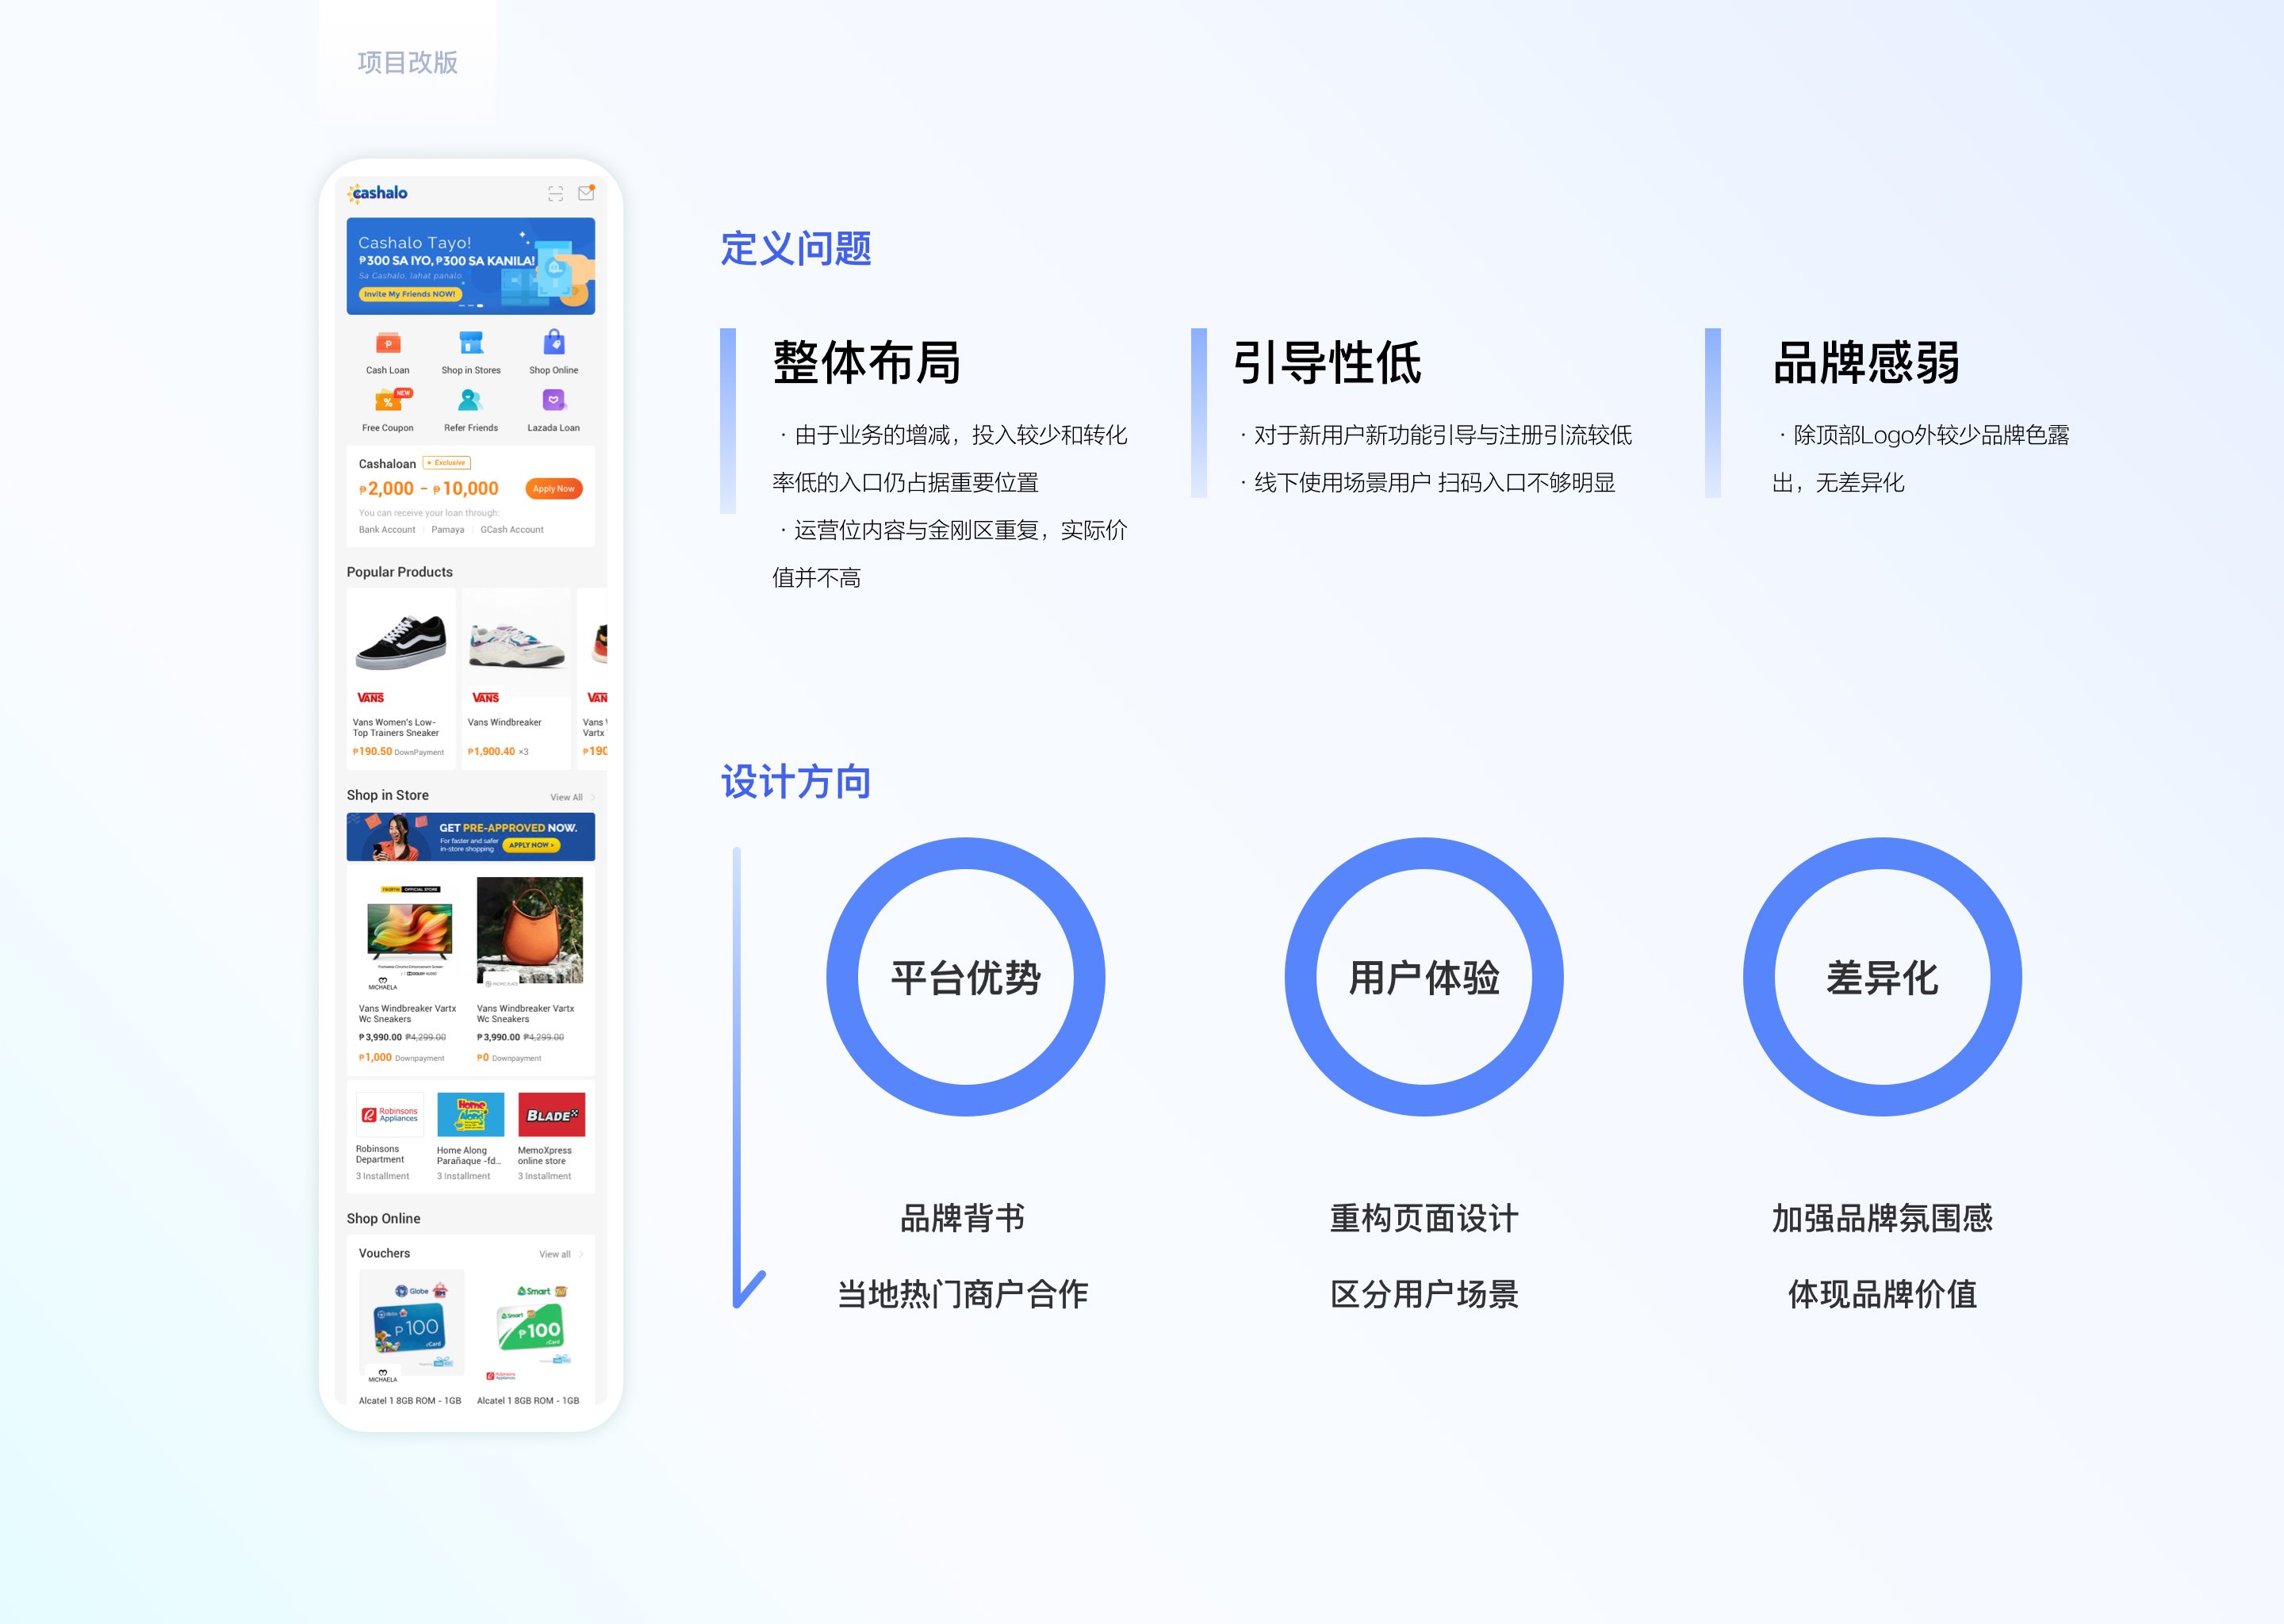 项目改版
cashalo
Cashalo Tayo!
₱300 SA IYO, ₱300 SA KANILA!
Sa Cashalo, lahat panalo.
Invite My Friends NOW!
Cash Loan
Shop in Stores
Shop Online
NEW
Free Coupon
Refer Friends
Lazada Loan
Cashaloan
Exclusive
₱2,000 - ₱10,000
Apply Now
You can receive your loan through:
Bank Account
Pamaya
GCash Account
Popular Products
VANS
VANS
VAN
Vans Women's Low-
Top Trainers Sneaker
₱190.50 DownPayment
Vans Windbreaker
₱1,900.40 ×3
Vans
Vartx
₱190
Shop in Store
View All
GET PRE-APPROVED NOW.
For faster and safer
in-store shopping
APPLY NOW >
realme OFFICIAL STORE
DOLBY AUDIO
MICHAELA
PACIFIC PLACE
Vans Windbreaker Vartx
Wc Sneakers
₱3,990.00 ₱4,299.00
₱1,000 Downpayment
Vans Windbreaker Vartx
Wc Sneakers
₱3,990.00 ₱4,299.00
₱0 Downpayment
Robinsons
Appliances
Home
Along
BLADE
Robinsons
Department
3 Installment
Home Along
Parañaque -fd...
3 Installment
MemoXpress
online store
3 Installment
Shop Online
Vouchers
View all
Globe
₱100
Smart
Smart
₱100
MICHAELA
Robinsons
Appliances
Alcatel 1 8GB ROM - 1GB
Alcatel 1 8GB ROM - 1GB
定义问题
整体布局
· 由于业务的增减，投入较少和转化
率低的入口仍占据重要位置
· 运营位内容与金刚区重复，实际价
值并不高
引导性低
· 对于新用户新功能引导与注册引流较低
· 线下使用场景用户 扫码入口不够明显
品牌感弱
· 除顶部Logo外较少品牌色露
出，无差异化
设计方向
平台优势
品牌背书
当地热门商户合作
用户体验
重构页面设计
区分用户场景
差异化
加强品牌氛围感
体现品牌价值